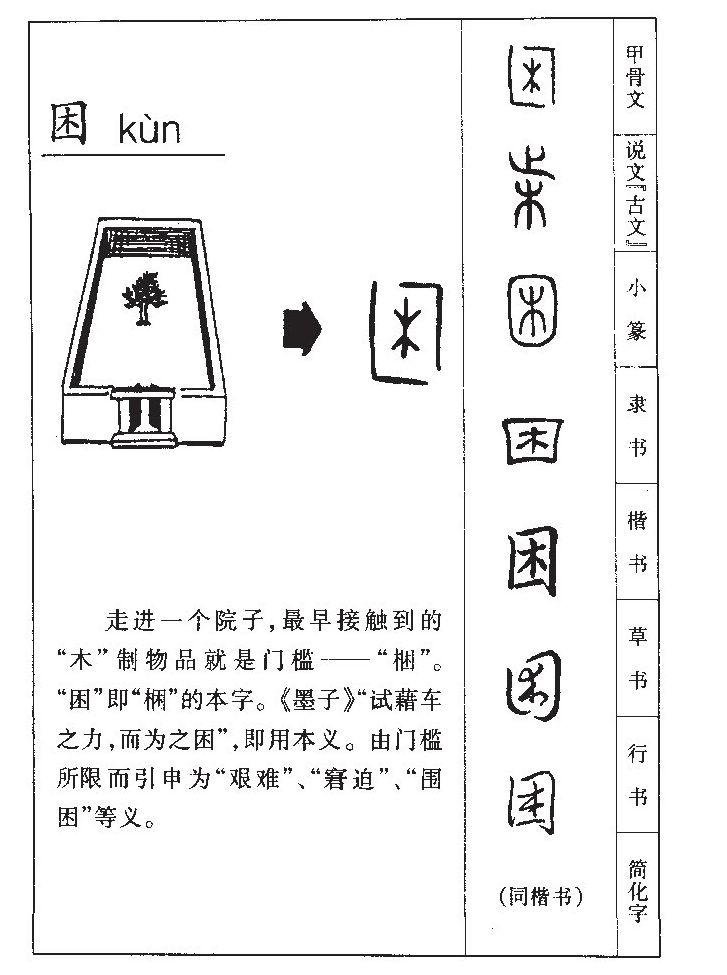 困 kùn
走进一个院子,最早接触到的
“木”制物品就是门槛——“梱”。
“困”即“梱”的本字。《墨子》“试藉车
之力,而为之困”,即用本义。由门槛
所限而引申为“艰难”、“窘迫”、“围
困”等义。
甲骨文
说文『古文』
小篆
隶书
楷书
困
草书
困
行书
困
简化字
(同楷书)